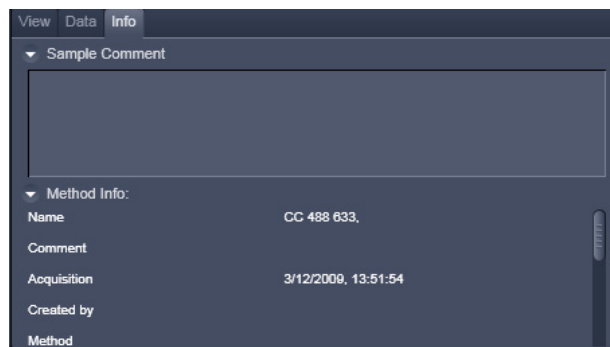 View Data Info
Sample Comment
Method Info:
Name CC 488 633,
Comment
Acquisition 3/12/2009, 13:51:54
Created by
Method